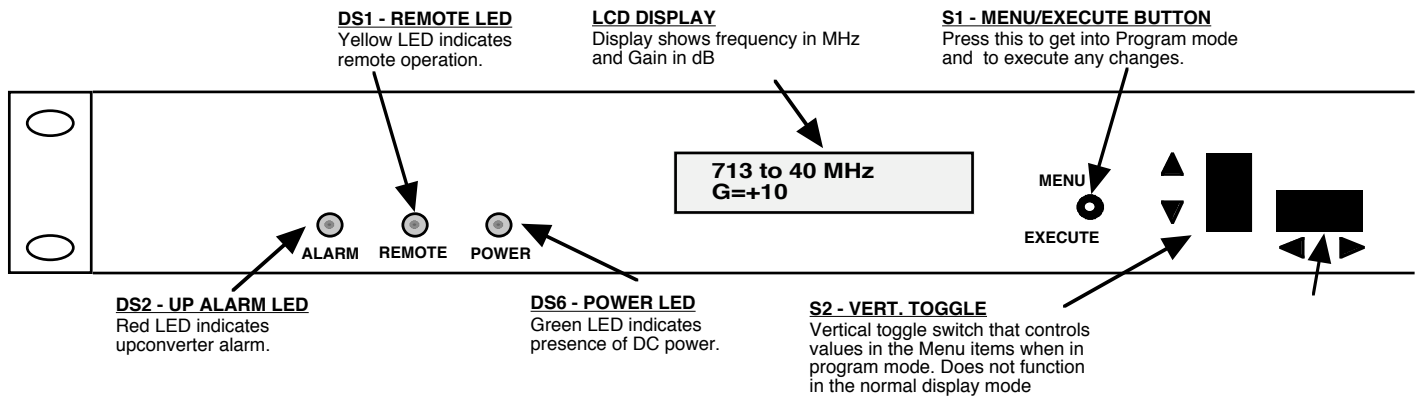 DS1 - REMOTE LED
Yellow LED indicates
remote operation.
LCD DISPLAY
Display shows frequency in MHz
and Gain in dB
S1 - MENU/EXECUTE BUTTON
Press this to get into Program mode
and  to execute any changes.
713 to 40 MHz
G=+10
MENU
EXECUTE
ALARM
REMOTE
POWER
DS2 - UP ALARM LED
Red LED indicates
upconverter alarm.
DS6 - POWER LED
Green LED indicates
presence of DC power.
S2 - VERT. TOGGLE
Vertical toggle switch that controls
values in the Menu items when in
program mode. Does not function
in the normal display mode